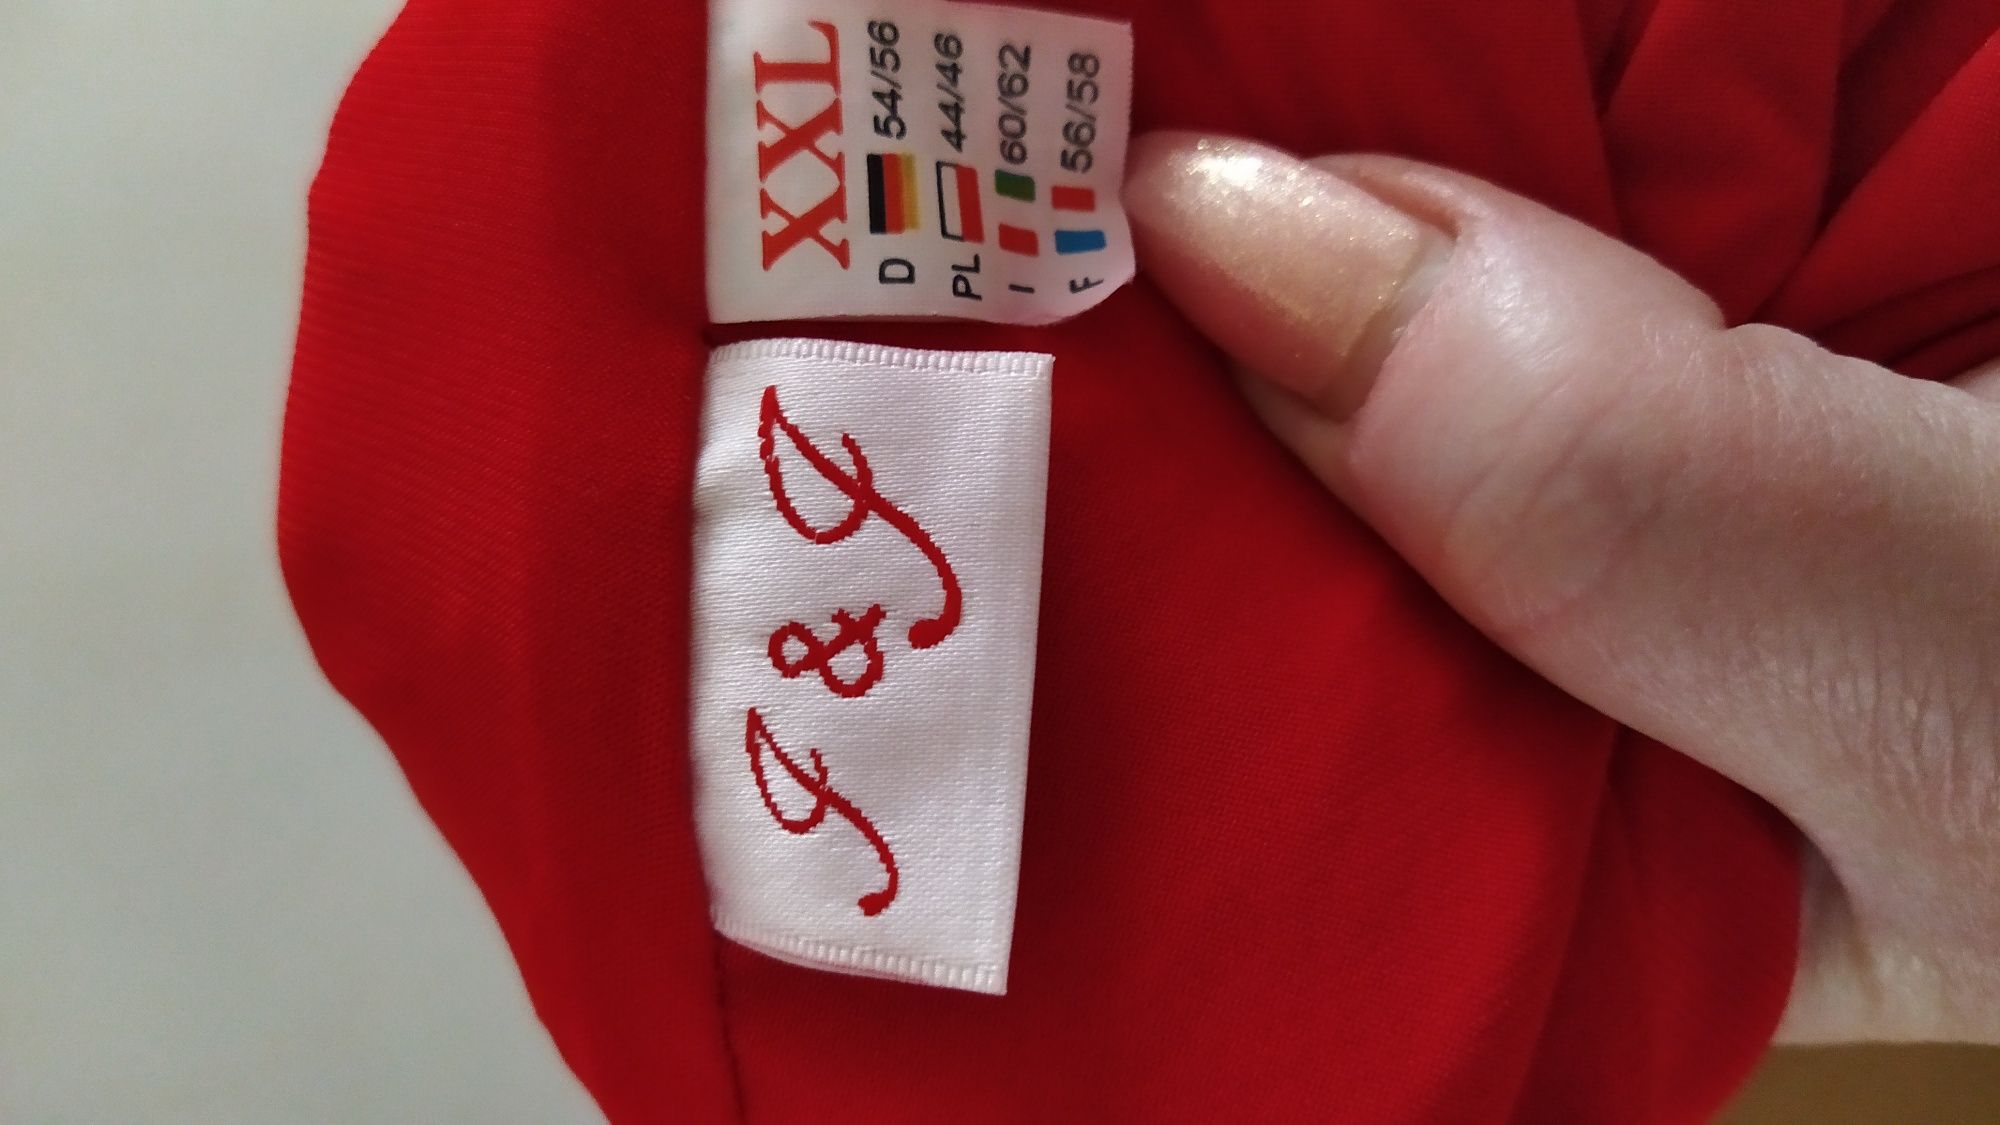 XXL
D 54/56
PL 44/46
I 60/62
F 56/58
J & J